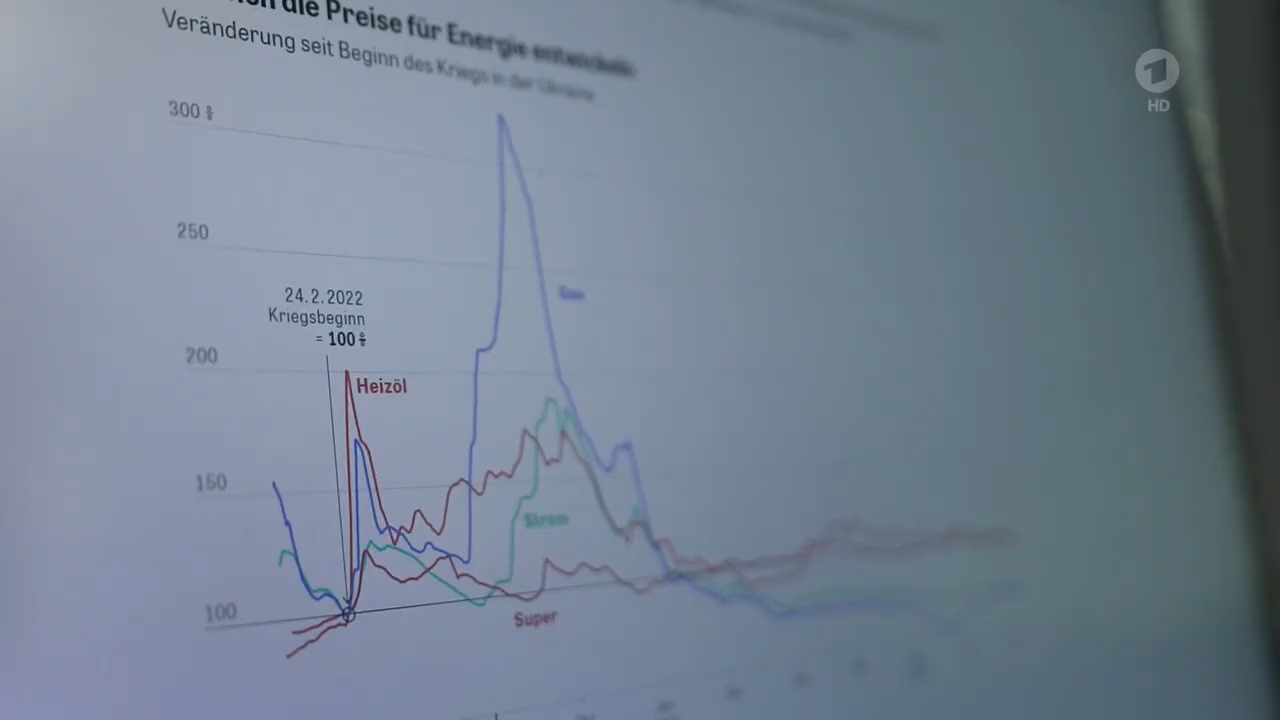 die Preise für Energie
Veränderung seit Beginn des Kriegs in der Ukraine
300 %
250
24.2.2022
Kriegsbeginn
= 100 %
200
Heizöl
Gas
150
Strom
100
Super
1
HD